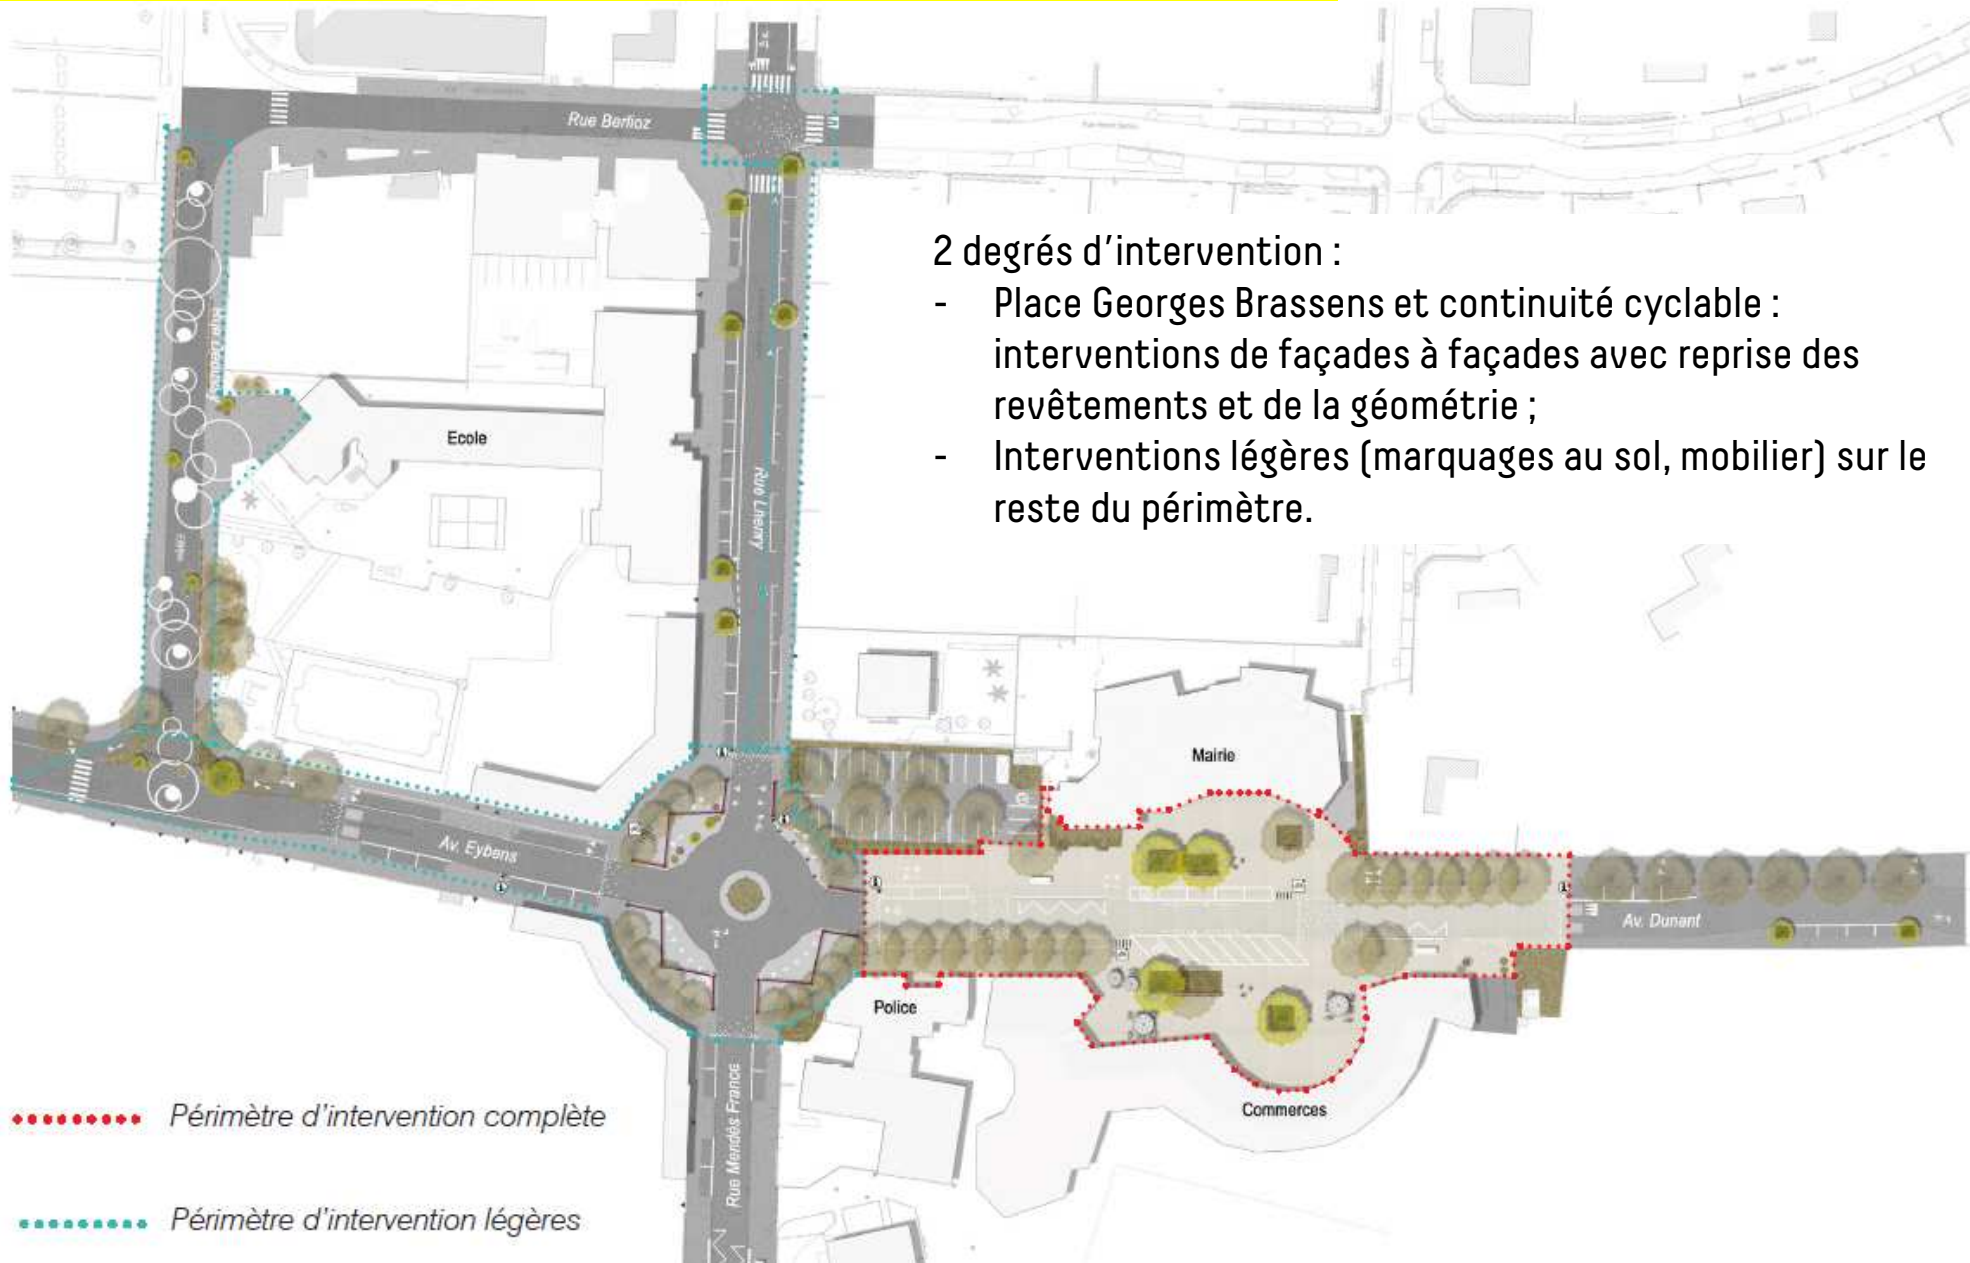 Rue Berlioz
2 degrés d'intervention :
- Place Georges Brassens et continuité cyclable :
interventions de façades à façades avec reprise des
revêtements et de la géométrie ;
- Interventions légères (marquages au sol, mobilier) sur le
reste du périmètre.
Ecole
Rue Lhenry
Mairie
Av. Eybens
Av. Dunant
Police
Rue Mendès France
Commerces
Périmètre d'intervention complète
Périmètre d'intervention légères